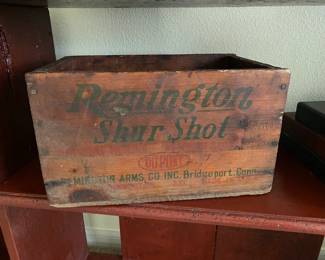 Remington
Shur Shot
DU PONT
REMINGTON ARMS CO. INC. Bridgeport, Conn.